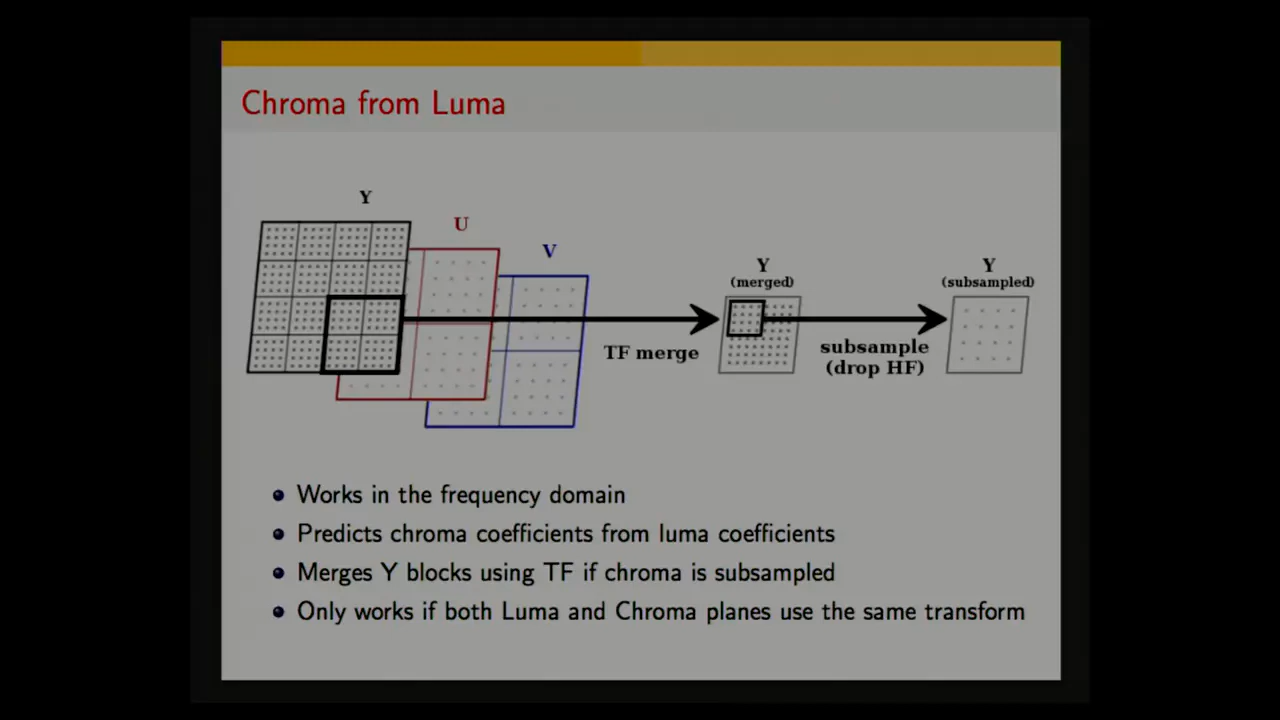 Chroma from Luma
Y
U
V
Y
(merged)
Y
(subsampled)
TF merge
subsample
(drop HF)
Works in the frequency domain
Predicts chroma coefficients from luma coefficients
Merges Y blocks using TF if chroma is subsampled
Only works if both Luma and Chroma planes use the same transform